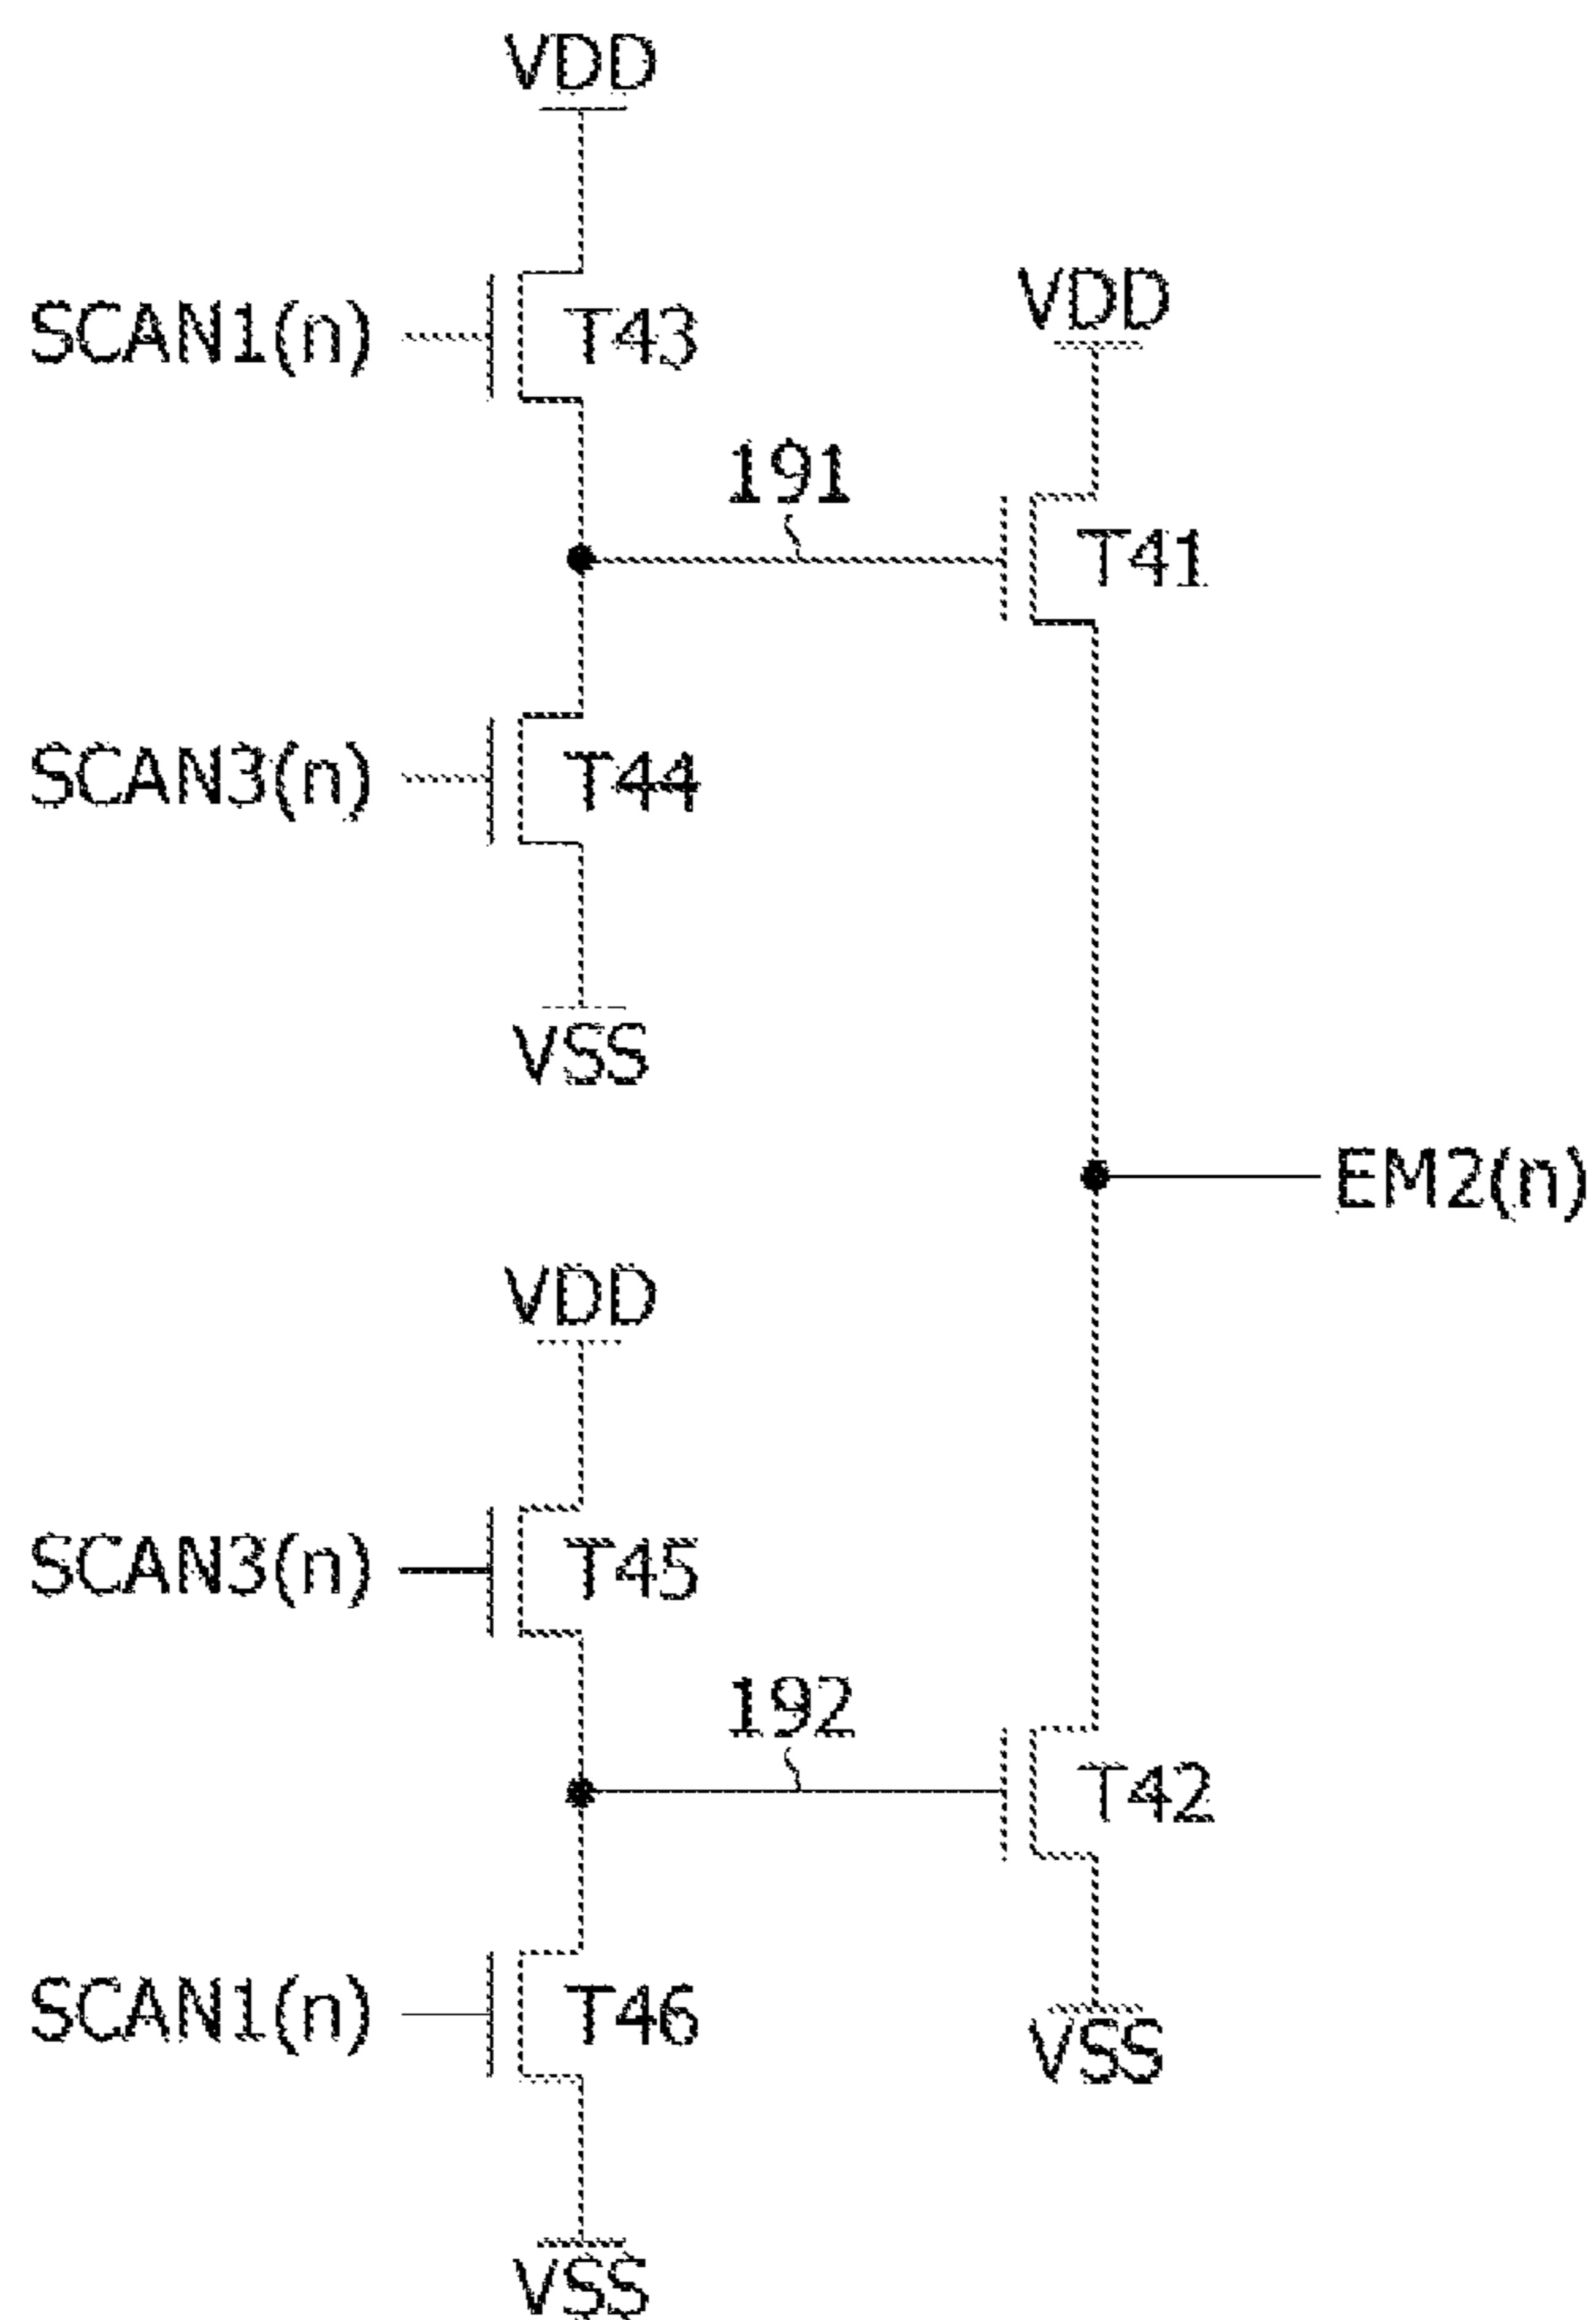 VDD
SCAN1(n)
T43
VDD
191
T41
SCAN3(n)
T44
VSS
EM2(n)
VDD
SCAN3(n)
T45
192
T42
SCAN1(n)
T46
VSS
VSS